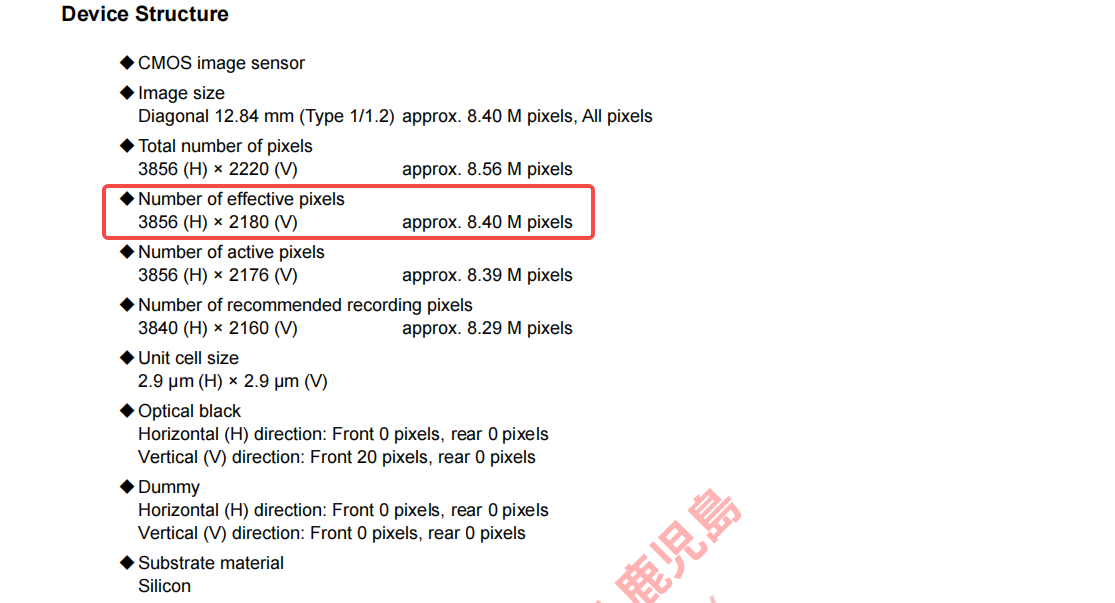 Device Structure
◆ CMOS image sensor
◆ Image size
Diagonal 12.84 mm (Type 1/1.2) approx. 8.40 M pixels, All pixels
◆ Total number of pixels
3856 (H) × 2220 (V) approx. 8.56 M pixels
◆ Number of effective pixels
3856 (H) × 2180 (V) approx. 8.40 M pixels
◆ Number of active pixels
3856 (H) × 2176 (V) approx. 8.39 M pixels
◆ Number of recommended recording pixels
3840 (H) × 2160 (V) approx. 8.29 M pixels
◆ Unit cell size
2.9 µm (H) × 2.9 µm (V)
◆ Optical black
Horizontal (H) direction: Front 0 pixels, rear 0 pixels
Vertical (V) direction: Front 20 pixels, rear 0 pixels
◆ Dummy
Horizontal (H) direction: Front 0 pixels, rear 0 pixels
Vertical (V) direction: Front 0 pixels, rear 0 pixels
◆ Substrate material
Silicon
鹿児島